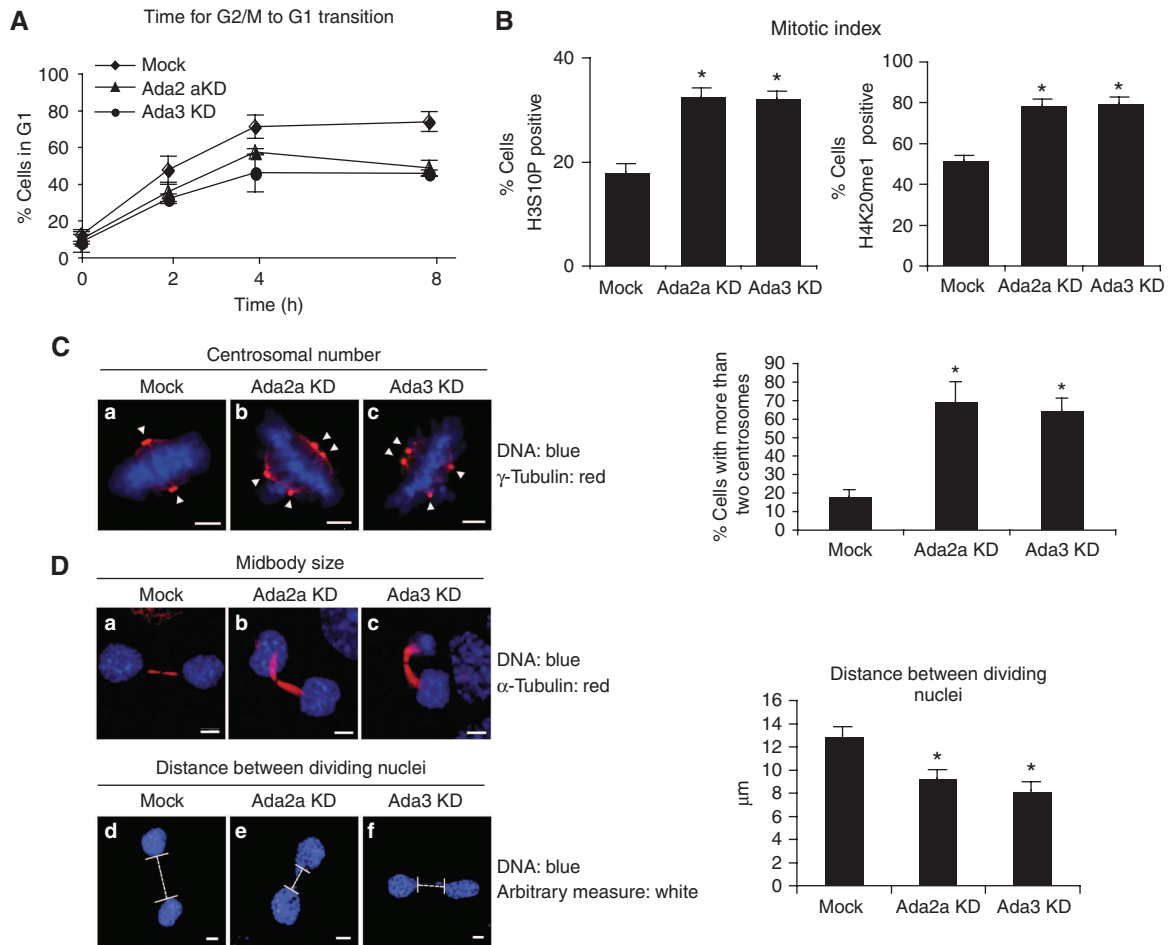 A
Time for G2/M to G1 transition
Mock
Ada2 aKD
Ada3 KD
% Cells in G1
100
80
60
40
20
0
0 2 4 8
Time (h)
B
Mitotic index
% Cells
H3S10P positive
40
20
0
* *
Mock Ada2a KD Ada3 KD
% Cells
H4K20me1 positive
100
80
60
40
20
0
* *
Mock Ada2a KD Ada3 KD
C
Centrosomal number
Mock Ada2a KD Ada3 KD
a b c
DNA: blue
γ-Tubulin: red
% Cells with more than
two centrosomes
90
80
70
60
50
40
30
20
10
0
* *
Mock Ada2a KD Ada3 KD
D
Midbody size
Mock Ada2a KD Ada3 KD
a b c
DNA: blue
α-Tubulin: red
Distance between dividing nuclei
Mock Ada2a KD Ada3 KD
d e f
DNA: blue
Arbitrary measure: white
Distance between dividing
nuclei
µm
16
14
12
10
8
6
4
2
0
* *
Mock Ada2a KD Ada3 KD